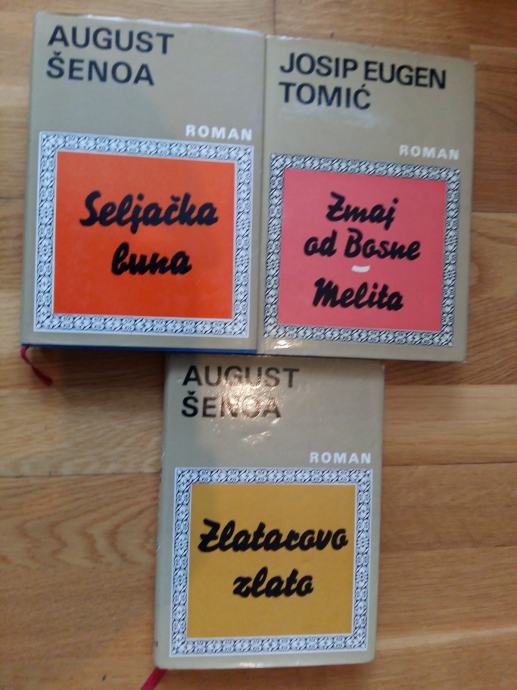 AUGUST
ŠENOA
ROMAN
Seljačka
buna
JOSIP EUGEN
TOMIĆ
ROMAN
Zmaj
od Bosne
-
Melita
AUGUST
ŠENOA
ROMAN
Zlatarovo
zlato